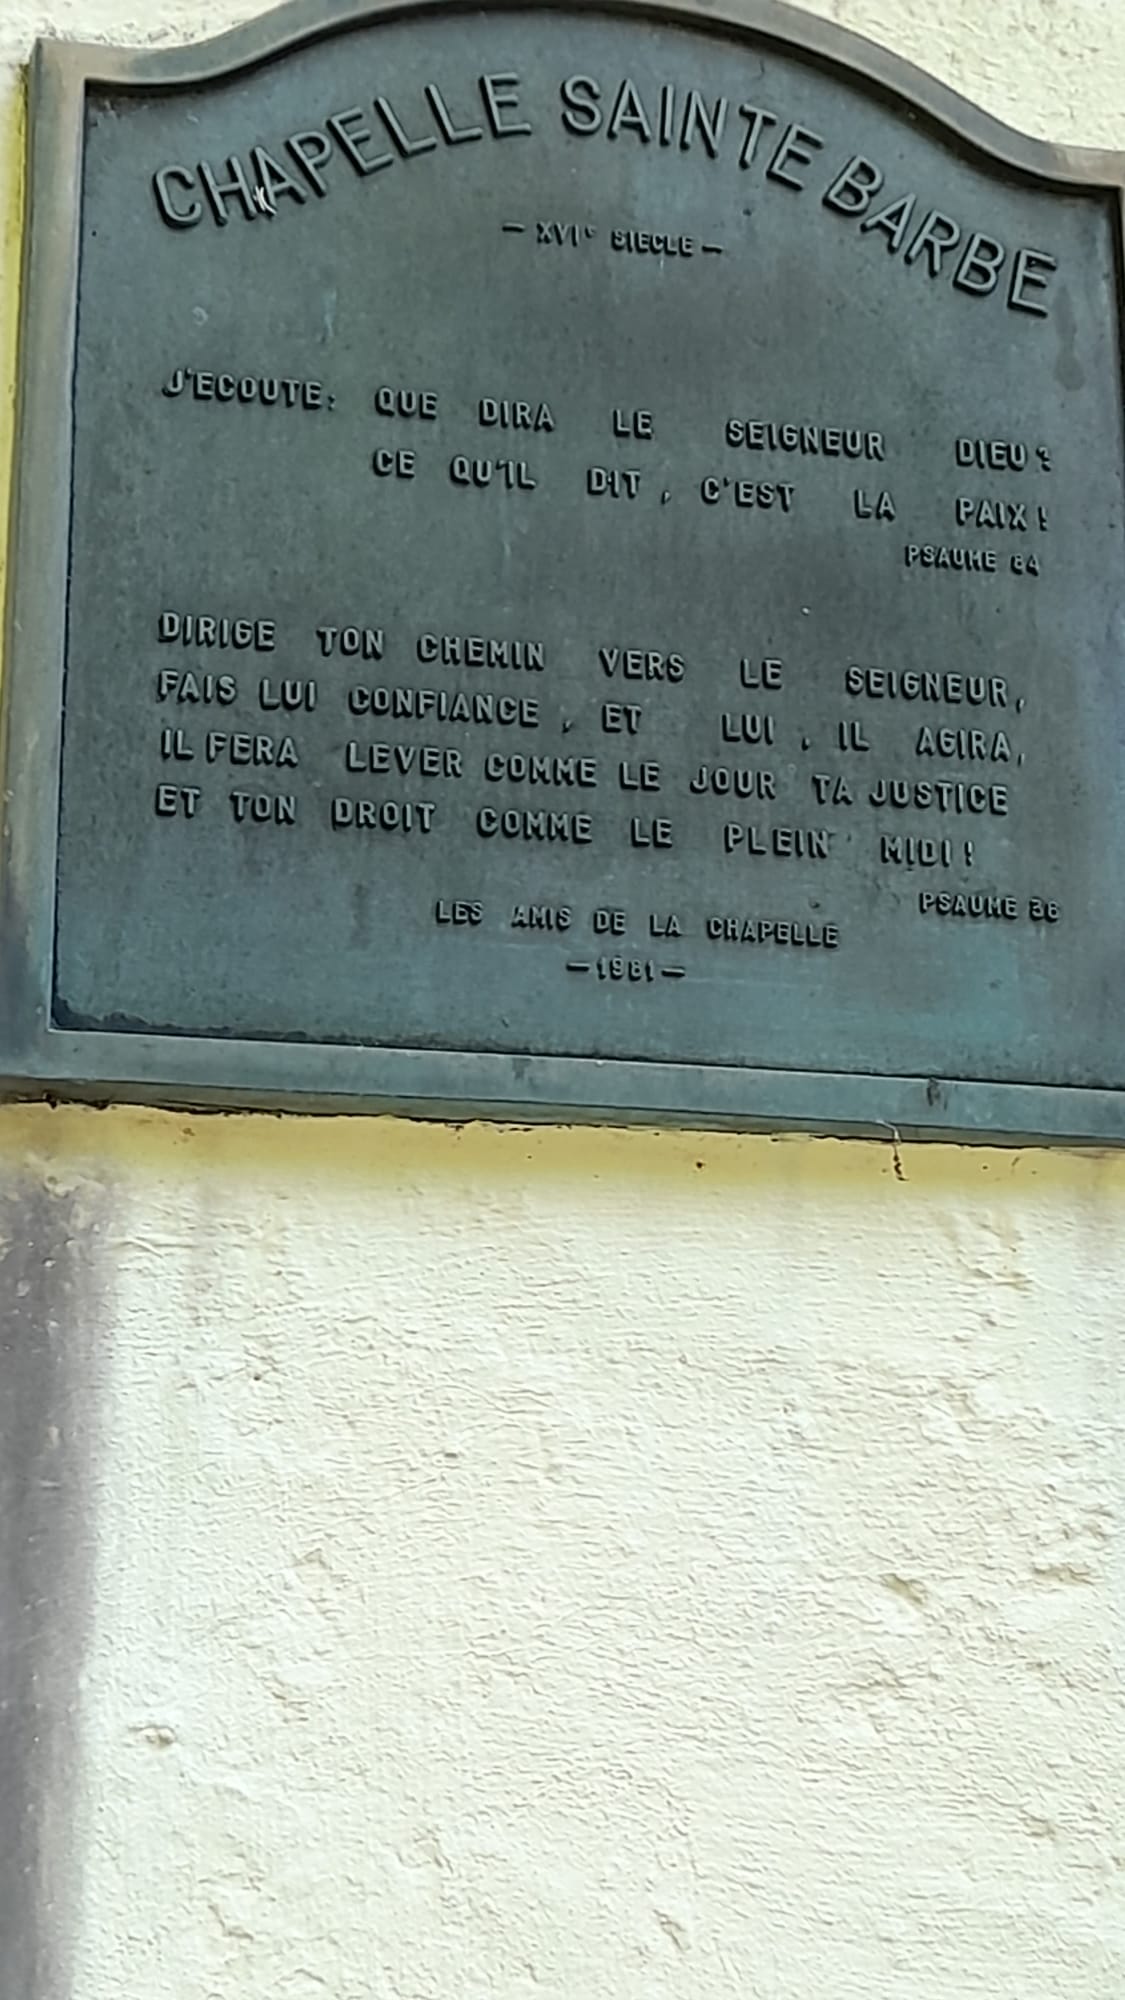 CHAPELLE SAINTE BARBE
— XVIe SIECLE —
J'ECOUTE: QUE DIRA LE SEIGNEUR DIEU?
CE QU'IL DIT, C'EST LA PAIX!
PSAUME 84
DIRIGE TON CHEMIN VERS LE SEIGNEUR,
FAIS LUI CONFIANCE, ET LUI, IL AGIRA,
IL FERA LEVER COMME LE JOUR TA JUSTICE
ET TON DROIT COMME LE PLEIN MIDI!
PSAUME 36
LES AMIS DE LA CHAPELLE
—1981—